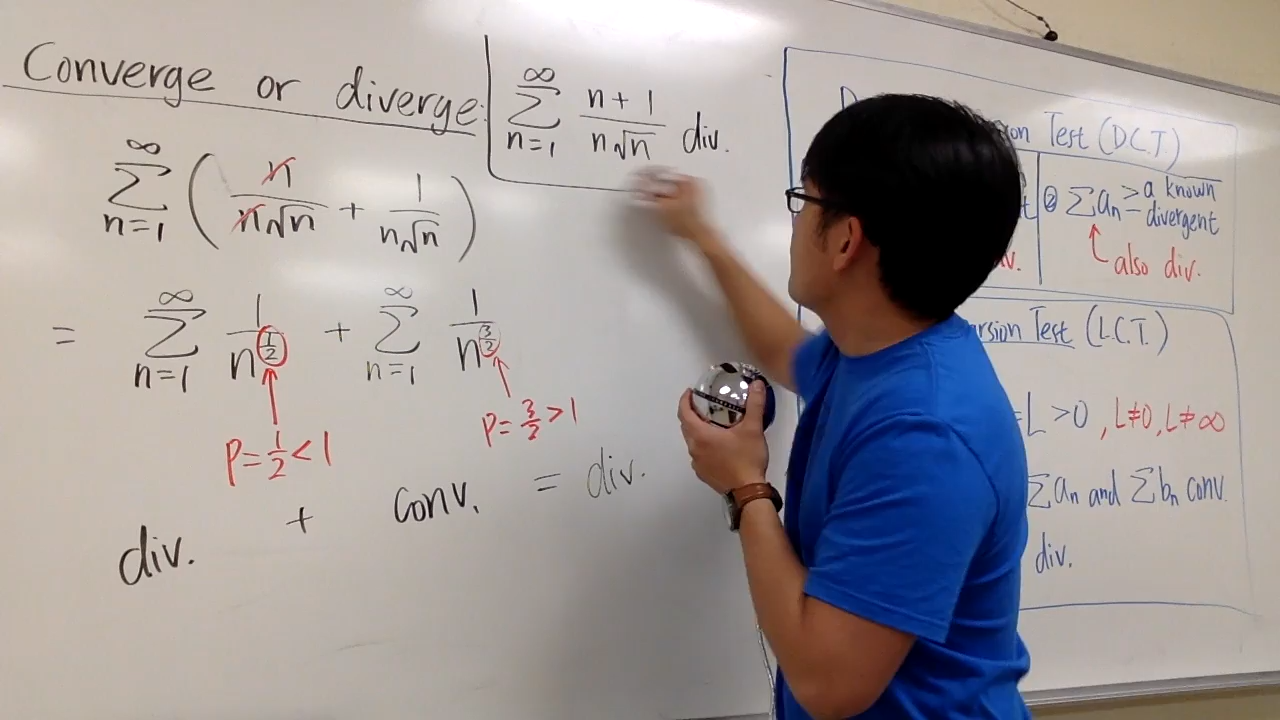 Converge or diverge:
∞ ∑ n=1 n+1 / n√n div.
∞ ∑ n=1 ( n / n√n + 1 / n√n )
= ∞ ∑ n=1 1 / n^(1/2) + ∞ ∑ n=1 1 / n^(3/2)
P=1/2<1
P=3/2>1
div. + conv. = div.
Test (D.C.T.)
② ∑an ≥ a known divergent
also div.
Test (L.C.T.)
=L >0, L≠0, L≠∞
∑an and ∑bn conv.
div.